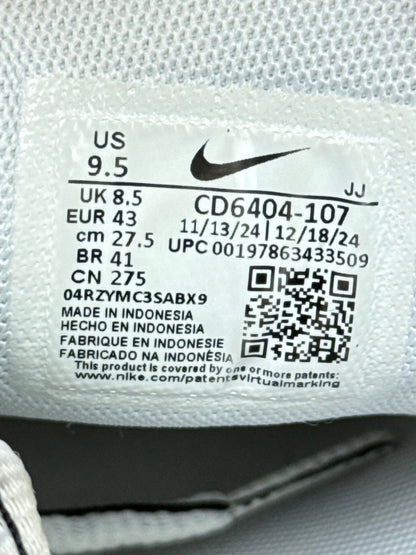 US
9.5
JJ
UK 8.5
EUR 43
cm 27.5
BR 41
CN 275
CD6404-107
11/13/24 | 12/18/24
UPC 00197863433509
04RZYMC3SABX9
MADE IN INDONESIA
HECHO EN INDONESIA
FABRIQUE EN INDONESIE
FABRICADO NA INDONÉSIA
This product is covered by one or more patents:
www.nike.com/patentsvirtualmarking